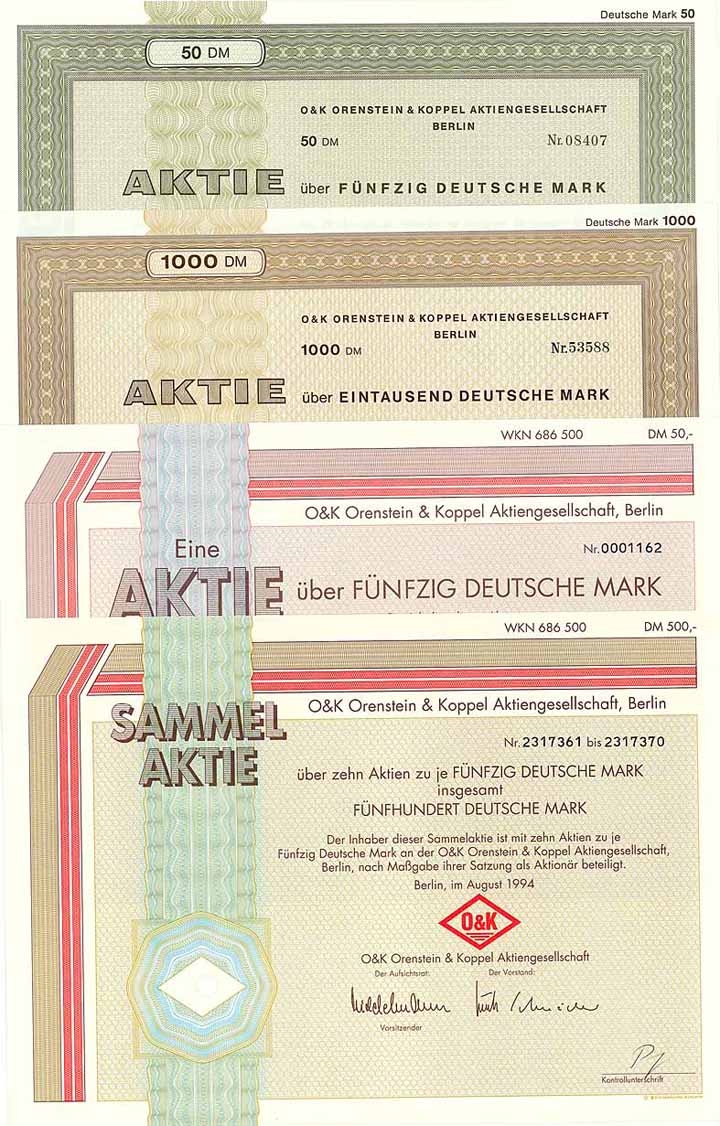 Deutsche Mark 50
50 DM
O&K ORENSTEIN & KOPPEL AKTIENGESELLSCHAFT
BERLIN
50 DM Nr. 08407
AKTIE über FÜNFZIG DEUTSCHE MARK
Deutsche Mark 1000
1000 DM
O&K ORENSTEIN & KOPPEL AKTIENGESELLSCHAFT
BERLIN
1000 DM Nr. 53588
AKTIE über EINTAUSEND DEUTSCHE MARK
WKN 686 500 DM 50,-
O&K Orenstein & Koppel Aktiengesellschaft, Berlin
Nr. 0001162
Eine
AKTIE über FÜNFZIG DEUTSCHE MARK
WKN 686 500 DM 500,-
O&K Orenstein & Koppel Aktiengesellschaft, Berlin
SAMMEL
AKTIE
Nr. 2317361 bis 2317370
über zehn Aktien zu je FÜNFZIG DEUTSCHE MARK
insgesamt
FÜNFHUNDERT DEUTSCHE MARK
Der Inhaber dieser Sammelaktie ist mit zehn Aktien zu je
Fünfzig Deutsche Mark an der O&K Orenstein & Koppel Aktiengesellschaft,
Berlin, nach Maßgabe ihrer Satzung als Aktionär beteiligt.
Berlin, im August 1994
O&K
O&K Orenstein & Koppel Aktiengesellschaft
Der Aufsichtsrat: Der Vorstand:
Vorsitzender
Kontrollunterschrift